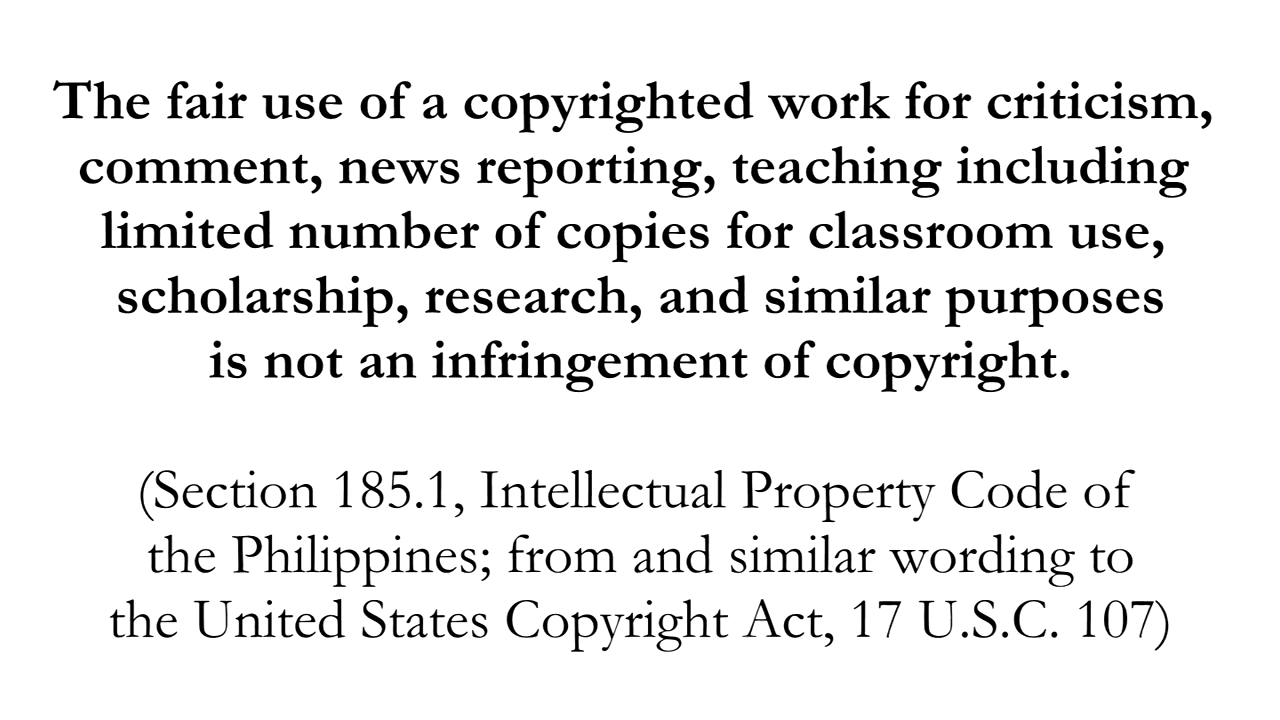 The fair use of a copyrighted work for criticism,
comment, news reporting, teaching including
limited number of copies for classroom use,
scholarship, research, and similar purposes
is not an infringement of copyright.
(Section 185.1, Intellectual Property Code of
the Philippines; from and similar wording to
the United States Copyright Act, 17 U.S.C. 107)